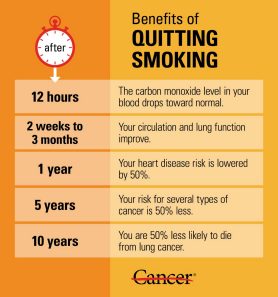 after
Benefits of
QUITTING
SMOKING
12 hours
The carbon monoxide level in your
blood drops toward normal.
2 weeks to
3 months
Your circulation and lung function
improve.
1 year
Your heart disease risk is lowered
by 50%.
5 years
Your risk for several types of
cancer is 50% less.
10 years
You are 50% less likely to die
from lung cancer.
Cancer